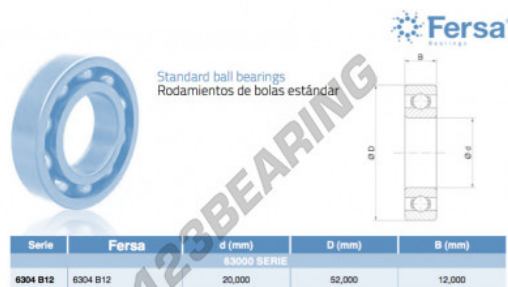 Fersa
Bearings
Standard ball bearings
Rodamientos de bolas estándar
B
Ø D
Ø d
123BEARING
Serie Fersa d (mm) D (mm) B (mm)
63000 SERIE
6304 B12 6304 B12 20,000 52,000 12,000